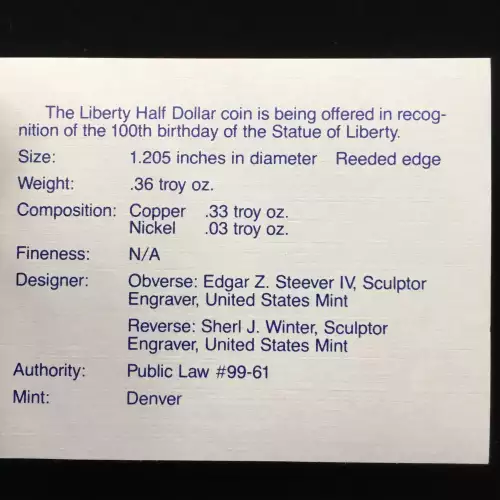 The Liberty Half Dollar coin is being offered in recog-
nition of the 100th birthday of the Statue of Liberty.
Size: 1.205 inches in diameter Reeded edge
Weight: .36 troy oz.
Composition: Copper .33 troy oz.
Nickel .03 troy oz.
Fineness: N/A
Designer: Obverse: Edgar Z. Steever IV, Sculptor
Engraver, United States Mint
Reverse: Sherl J. Winter, Sculptor
Engraver, United States Mint
Authority: Public Law #99-61
Mint: Denver